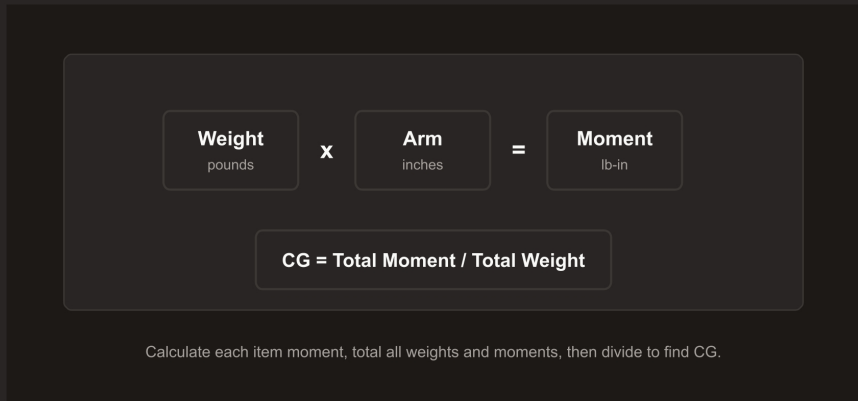 Weight
pounds
x
Arm
inches
=
Moment
lb-in
CG = Total Moment / Total Weight
Calculate each item moment, total all weights and moments, then divide to find CG.